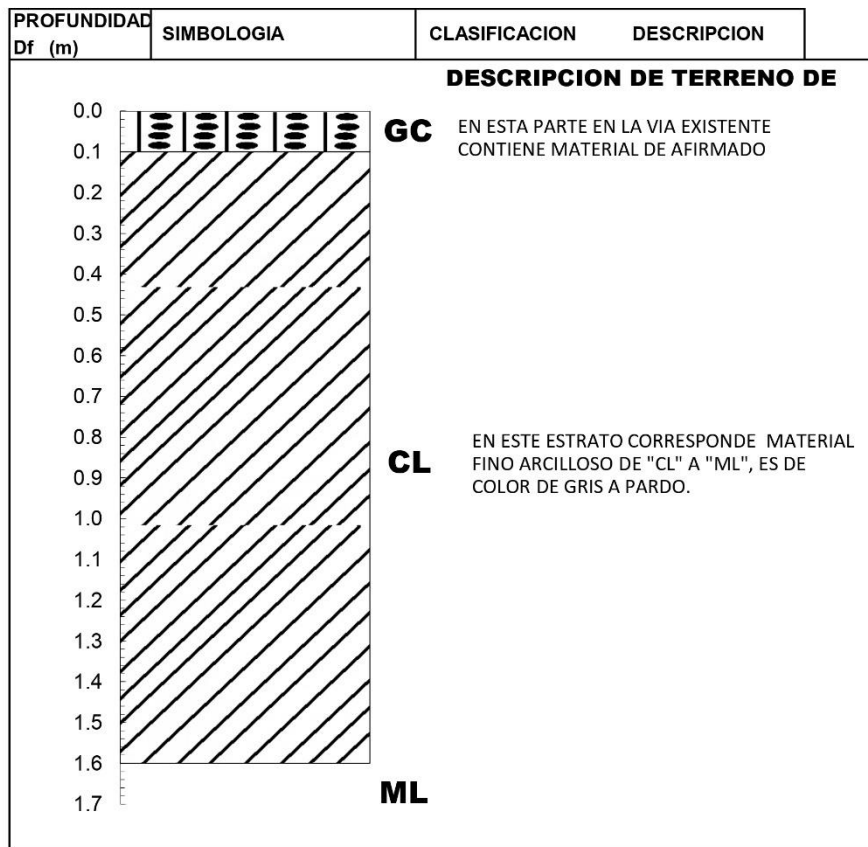 PROFUNDIDAD
Df (m)
SIMBOLOGIA
CLASIFICACION
DESCRIPCION
DESCRIPCION DE TERRENO DE
0.0
GC
EN ESTA PARTE EN LA VIA EXISTENTE
CONTIENE MATERIAL DE AFIRMADO
0.1
0.2
0.3
0.4
0.5
0.6
0.7
0.8
0.9
CL
EN ESTE ESTRATO CORRESPONDE MATERIAL
FINO ARCILLOSO DE "CL" A "ML", ES DE
COLOR DE GRIS A PARDO.
1.0
1.1
1.2
1.3
1.4
1.5
1.6
1.7
ML